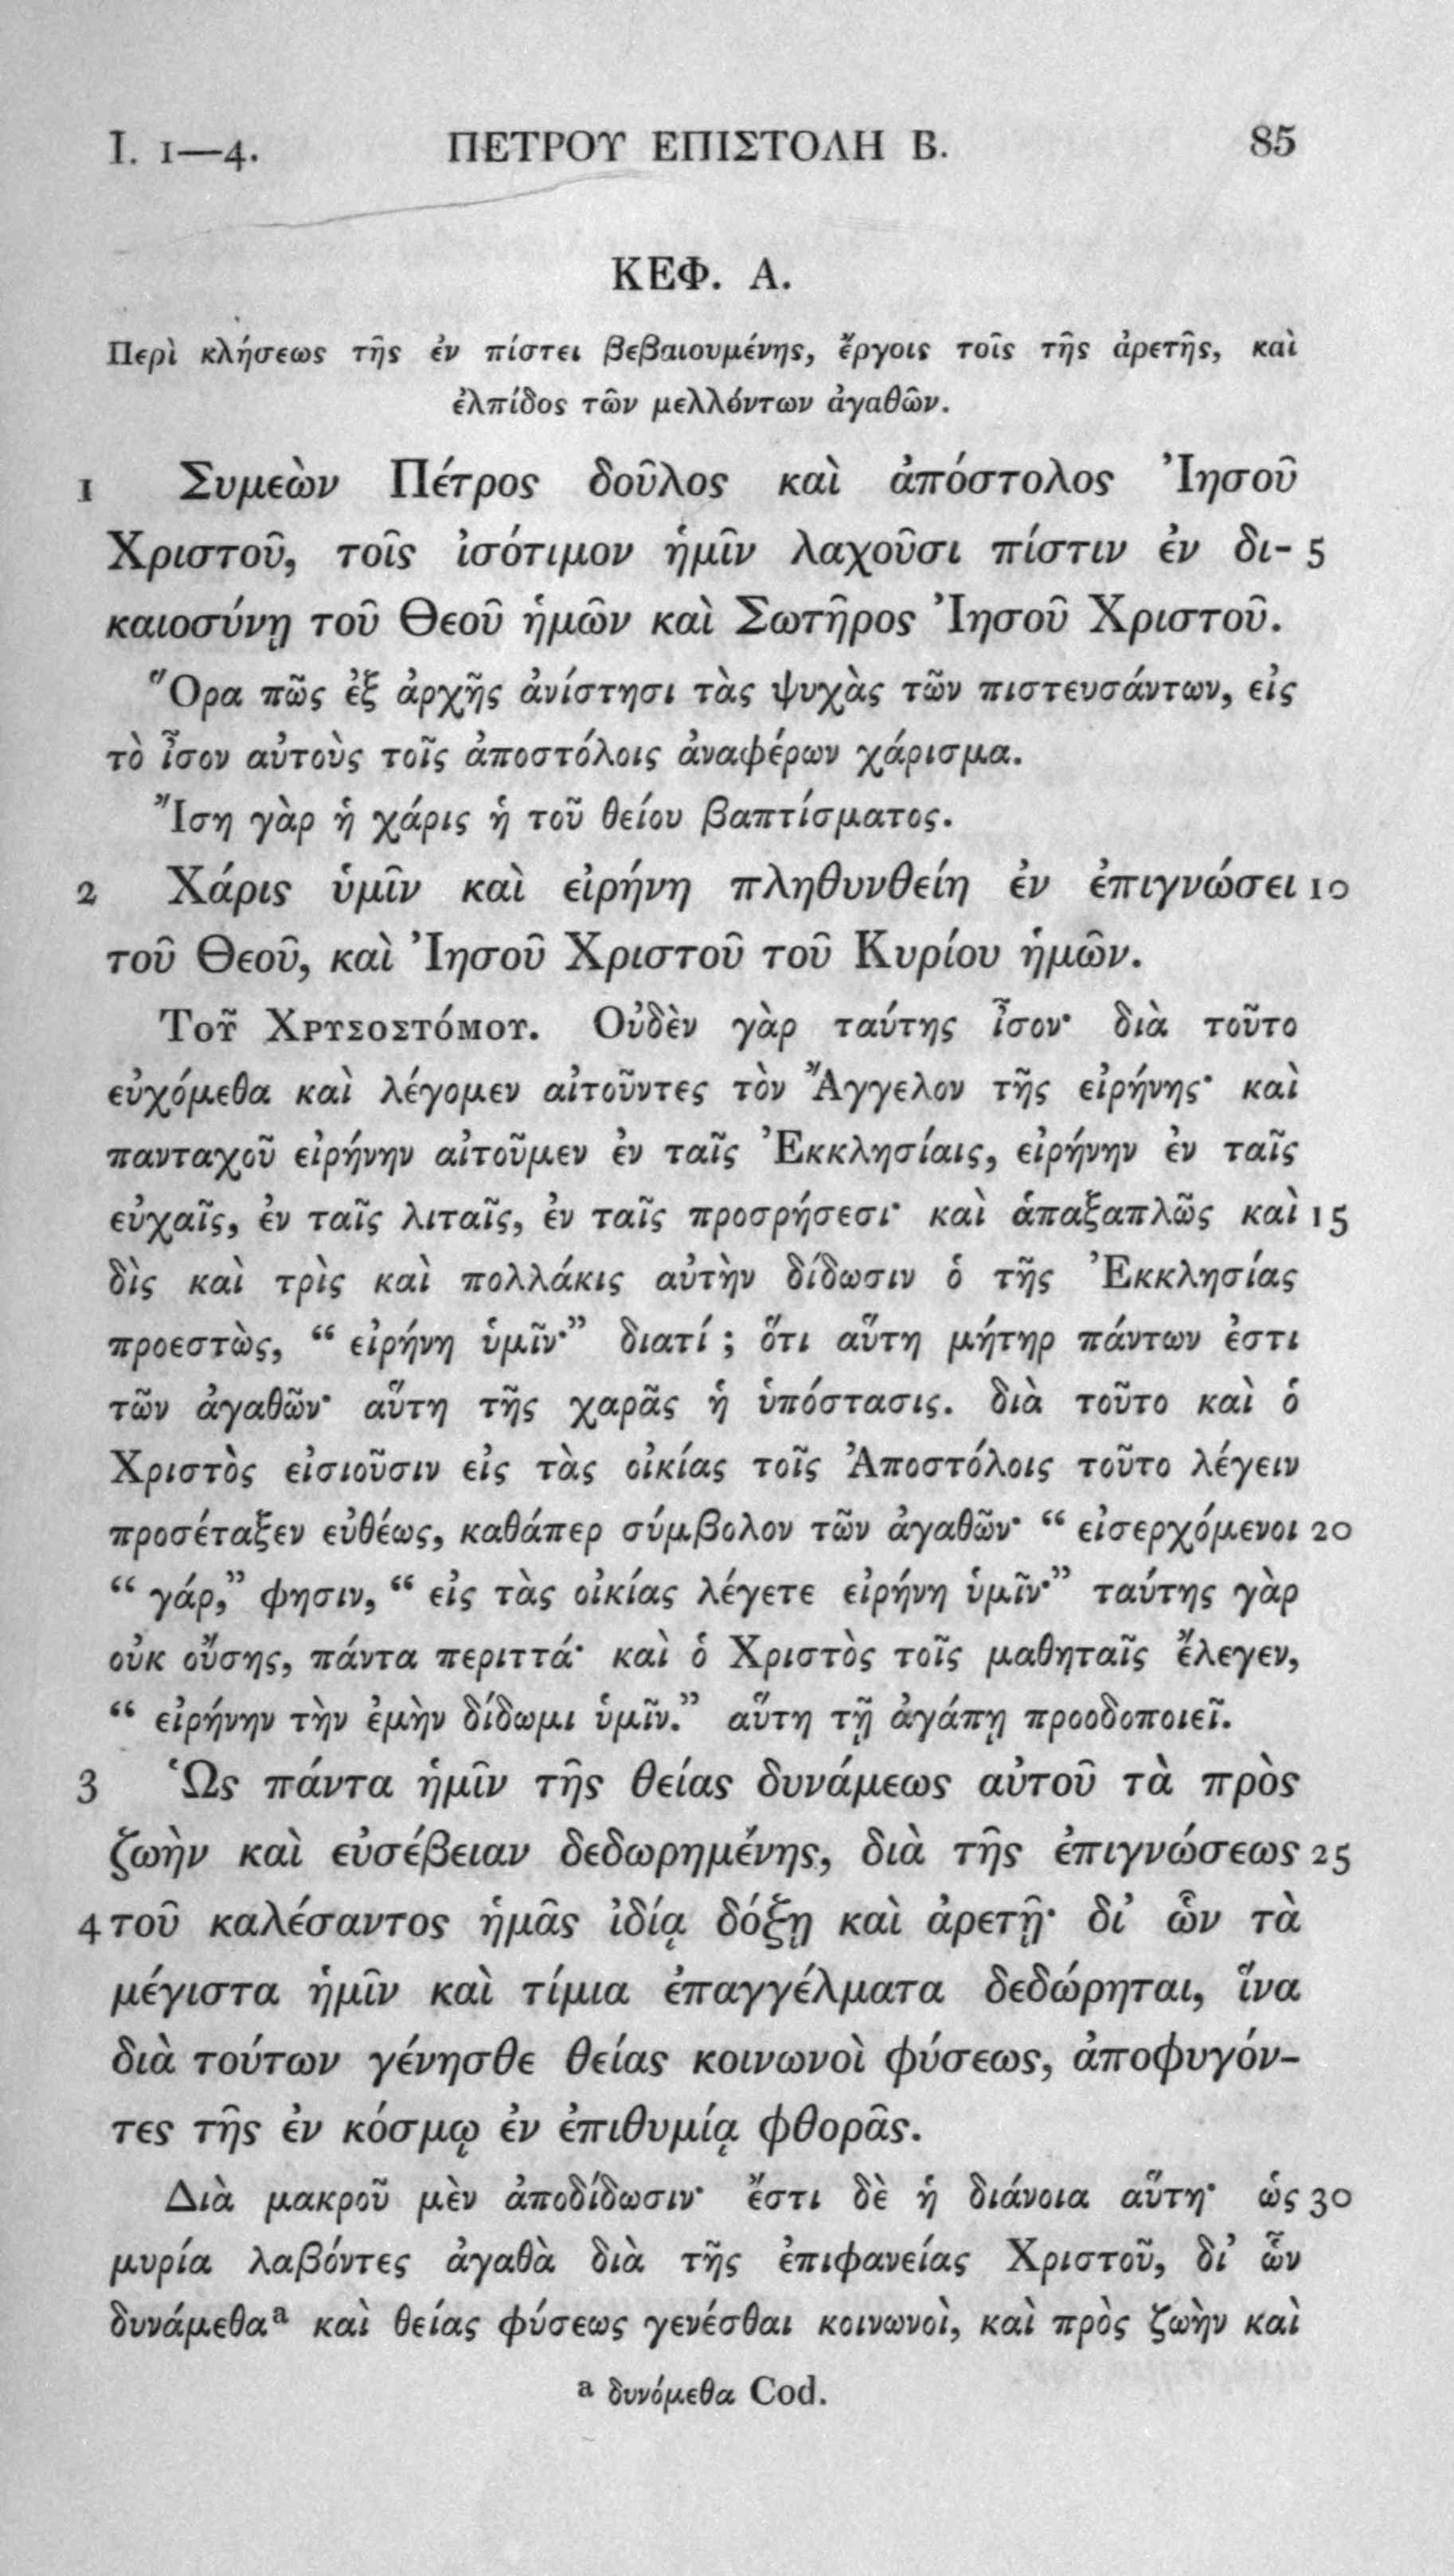 I. 1—4. ΠΕΤΡΟΥ ΕΠΙΣΤΟΛΗ Β. 85
ΚΕΦ. Α.
Περὶ κλήσεως τῆς ἐν πίστει βεβαιουμένης, ἔργοις τοῖς τῆς ἀρετῆς, καὶ
ἐλπίδος τῶν μελλόντων ἀγαθῶν.
1 Συμεὼν Πέτρος δοῦλος καὶ ἀπόστολος Ἰησοῦ
Χριστοῦ, τοῖς ἰσότιμον ἡμῖν λαχοῦσι πίστιν ἐν δι- 5
καιοσύνῃ τοῦ Θεοῦ ἡμῶν καὶ Σωτῆρος Ἰησοῦ Χριστοῦ.
Ὅρα πῶς ἐξ ἀρχῆς ἀνίστησι τὰς ψυχὰς τῶν πιστευσάντων, εἰς
τὸ ἶσον αὐτοὺς τοῖς ἀποστόλοις ἀναφέρων χάρισμα.
Ἴση γὰρ ἡ χάρις ἡ τοῦ θείου βαπτίσματος.
2 Χάρις ὑμῖν καὶ εἰρήνη πληθυνθείη ἐν ἐπιγνώσει 10
τοῦ Θεοῦ, καὶ Ἰησοῦ Χριστοῦ τοῦ Κυρίου ἡμῶν.
Τοῦ Χρυσοστόμου. Οὐδὲν γὰρ ταύτης ἶσον· διὰ τοῦτο
εὐχόμεθα καὶ λέγομεν αἰτοῦντες τὸν Ἄγγελον τῆς εἰρήνης· καὶ
πανταχοῦ εἰρήνην αἰτοῦμεν ἐν ταῖς Ἐκκλησίαις, εἰρήνην ἐν ταῖς
εὐχαῖς, ἐν ταῖς λιταῖς, ἐν ταῖς προσρήσεσι· καὶ ἁπαξαπλῶς καὶ 15
δὶς καὶ τρὶς καὶ πολλάκις αὐτὴν δίδωσιν ὁ τῆς Ἐκκλησίας
προεστὼς, “ εἰρήνη ὑμῖν·” διατί ; ὅτι αὕτη μήτηρ πάντων ἐστι
τῶν ἀγαθῶν· αὕτη τῆς χαρᾶς ἡ ὑπόστασις. διὰ τοῦτο καὶ ὁ
Χριστὸς εἰσιοῦσιν εἰς τὰς οἰκίας τοῖς Ἀποστόλοις τοῦτο λέγειν
προσέταξεν εὐθέως, καθάπερ σύμβολον τῶν ἀγαθῶν· “ εἰσερχόμενοι 20
“ γάρ,” φησιν, “ εἰς τὰς οἰκίας λέγετε εἰρήνη ὑμῖν·” ταύτης γὰρ
οὐκ οὔσης, πάντα περιττά· καὶ ὁ Χριστὸς τοῖς μαθηταῖς ἔλεγεν,
“ εἰρήνην τὴν ἐμὴν δίδωμι ὑμῖν.” αὕτη τῇ ἀγάπῃ προοδοποιεῖ.
3 Ὡς πάντα ἡμῖν τῆς θείας δυνάμεως αὐτοῦ τὰ πρὸς
ζωὴν καὶ εὐσέβειαν δεδωρημένης, διὰ τῆς ἐπιγνώσεως 25
4 τοῦ καλέσαντος ἡμᾶς ἰδίᾳ δόξῃ καὶ ἀρετῇ· δι’ ὧν τὰ
μέγιστα ἡμῖν καὶ τίμια ἐπαγγέλματα δεδώρηται, ἵνα
διὰ τούτων γένησθε θείας κοινωνοὶ φύσεως, ἀποφυγόν-
τες τῆς ἐν κόσμῳ ἐν ἐπιθυμίᾳ φθορᾶς.
Διὰ μακροῦ μὲν ἀποδίδωσιν· ἔστι δὲ ἡ διάνοια αὕτη· ὡς 30
μυρία λαβόντες ἀγαθὰ διὰ τῆς ἐπιφανείας Χριστοῦ, δι’ ὧν
δυνάμεθαᵃ καὶ θείας φύσεως γενέσθαι κοινωνοὶ, καὶ πρὸς ζωὴν καὶ
ᵃ δυνόμεθα Cod.